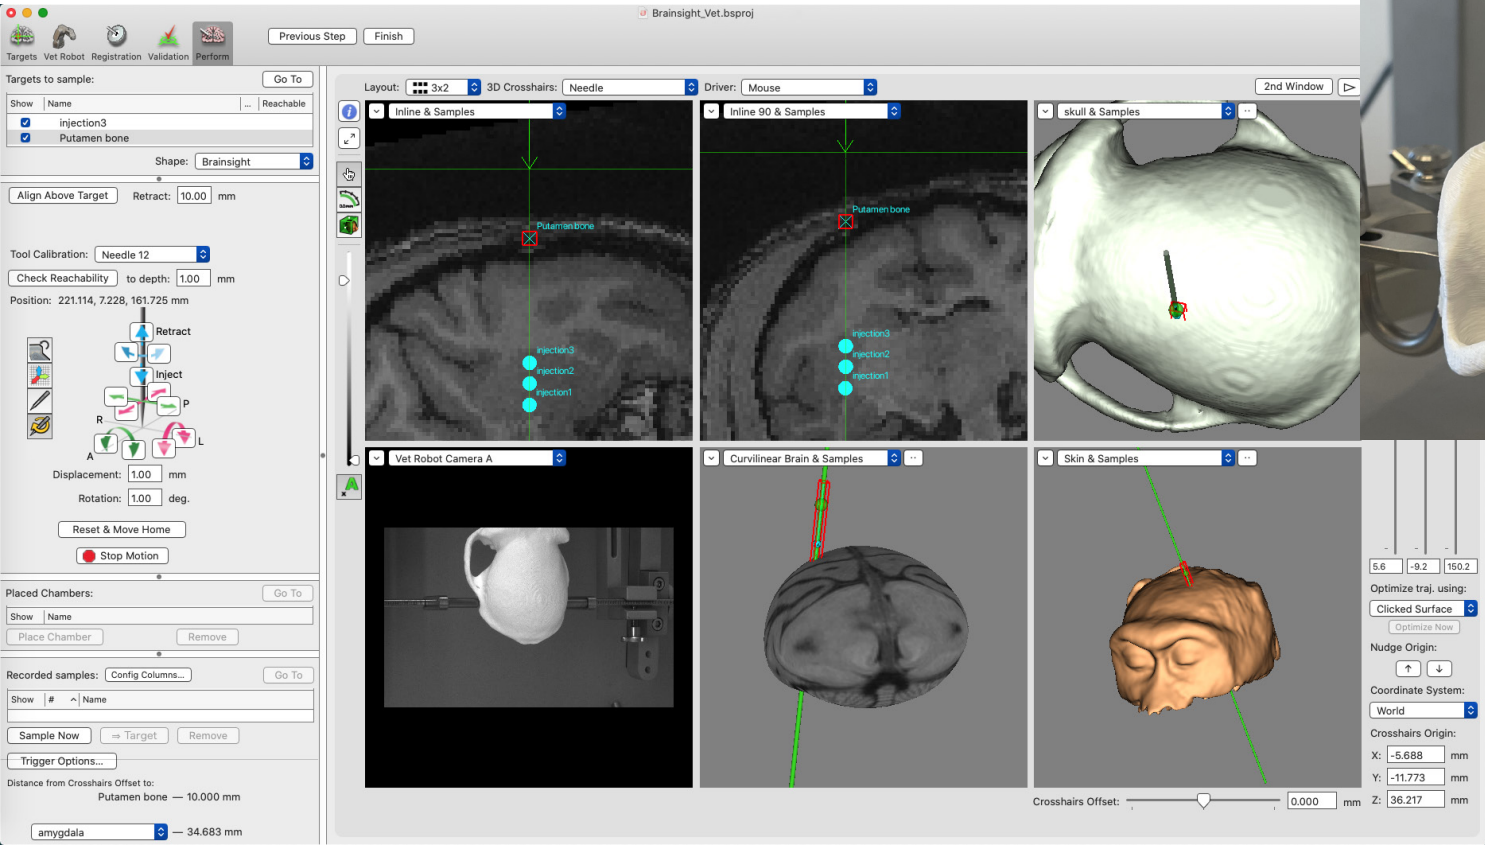 Brainsight_Vet.bsproj
Targets Vet Robot Registration Validation Perform
Previous Step Finish
Targets to sample: Go To
Show Name ... Reachable
injection3
Putamen bone
Shape: Brainsight
Align Above Target Retract: 10.00 mm
Tool Calibration: Needle 12
Check Reachability to depth: 1.00 mm
Position: 221.114, 7.228, 161.725 mm
Retract
Inject
R P
A L
Displacement: 1.00 mm
Rotation: 1.00 deg.
Reset & Move Home
Stop Motion
Placed Chambers: Go To
Show Name
Place Chamber Remove
Recorded samples: Config Columns... Go To
Show # Name
Sample Now ⇒ Target Remove
Trigger Options...
Distance from Crosshairs Offset to:
Putamen bone — 10.000 mm
amygdala — 34.683 mm
Layout: 3x2 3D Crosshairs: Needle Driver: Mouse 2nd Window
Inline & Samples
Putamen bone
injection3
injection2
injection1
Inline 90 & Samples
Putamen bone
injection3
injection2
injection1
skull & Samples
Vet Robot Camera A
Curvilinear Brain & Samples
Skin & Samples
Crosshairs Offset: 0.000 mm
5.6 -9.2 150.2
Optimize traj. using:
Clicked Surface
Optimize Now
Nudge Origin:
Coordinate System:
World
Crosshairs Origin:
X: -5.688 mm
Y: -11.773 mm
Z: 36.217 mm